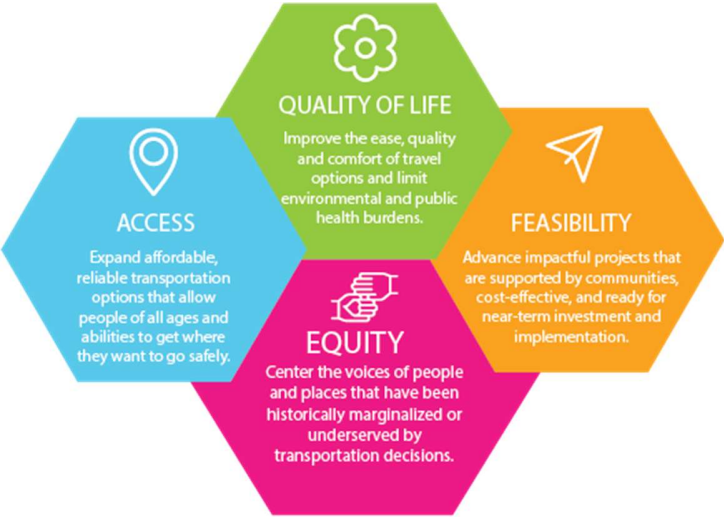 QUALITY OF LIFE
Improve the ease, quality
and comfort of travel
options and limit
environmental and public
health burdens.
ACCESS
Expand affordable,
reliable transportation
options that allow
people of all ages and
abilities to get where
they want to go safely.
FEASIBILITY
Advance impactful projects that
are supported by communities,
cost-effective, and ready for
near-term investment and
implementation.
EQUITY
Center the voices of people
and places that have been
historically marginalized or
underserved by
transportation decisions.